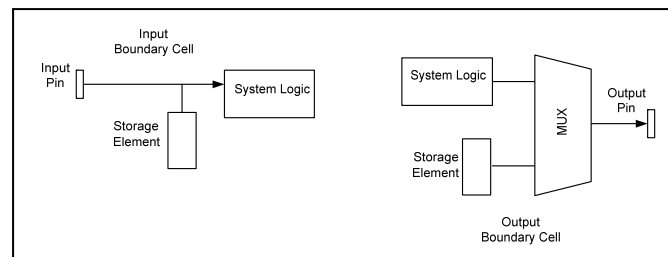 Input
Boundary Cell
Input
Pin
System Logic
Storage
Element
System Logic
MUX
Output
Pin
Storage
Element
Output
Boundary Cell